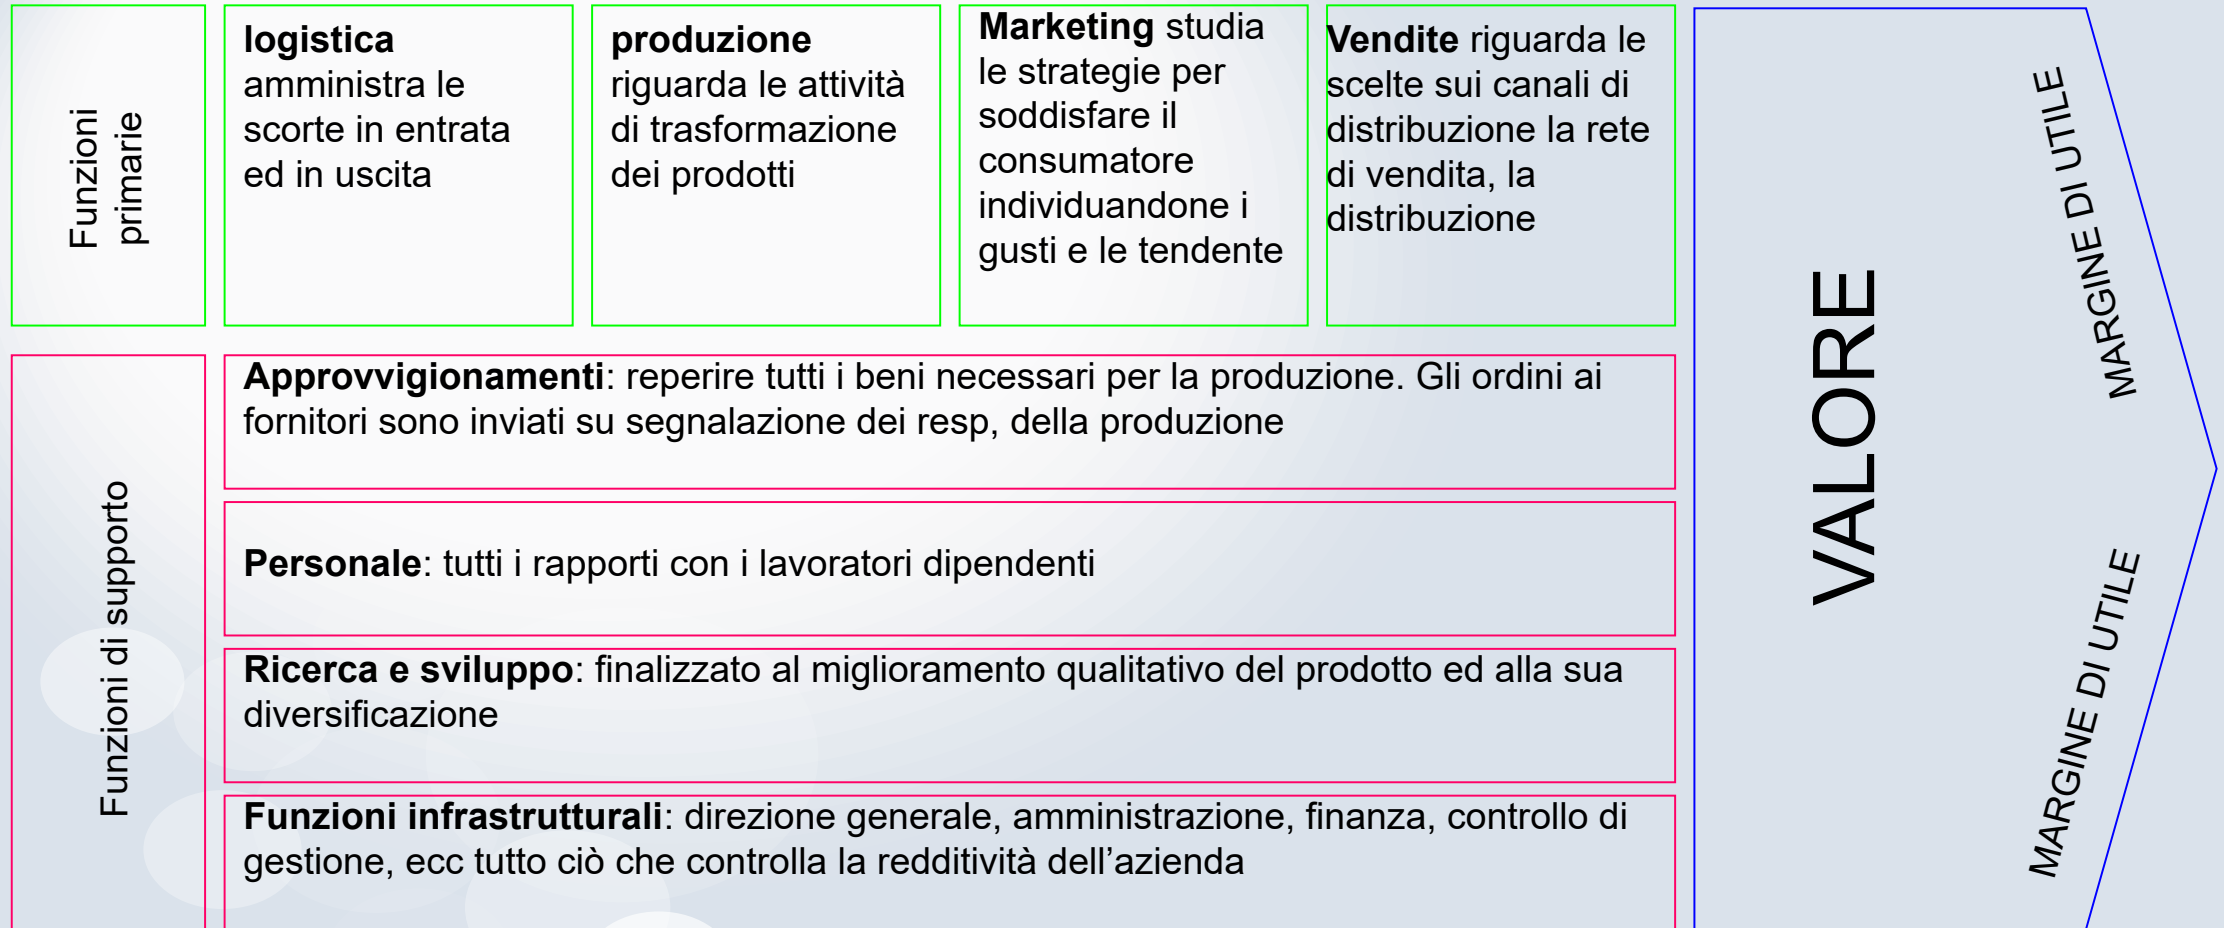 Funzioni
primarie
logistica
amministra le
scorte in entrata
ed in uscita
produzione
riguarda le attività
di trasformazione
dei prodotti
Marketing studia
le strategie per
soddisfare il
consumatore
individuandone i
gusti e le tendente
Vendite riguarda le
scelte sui canali di
distribuzione la rete
di vendita, la
distribuzione
Funzioni di supporto
Approvvigionamenti: reperire tutti i beni necessari per la produzione. Gli ordini ai
fornitori sono inviati su segnalazione dei resp, della produzione
Personale: tutti i rapporti con i lavoratori dipendenti
Ricerca e sviluppo: finalizzato al miglioramento qualitativo del prodotto ed alla sua
diversificazione
Funzioni infrastrutturali: direzione generale, amministrazione, finanza, controllo di
gestione, ecc tutto ciò che controlla la redditività dell’azienda
VALORE
MARGINE DI UTILE
MARGINE DI UTILE